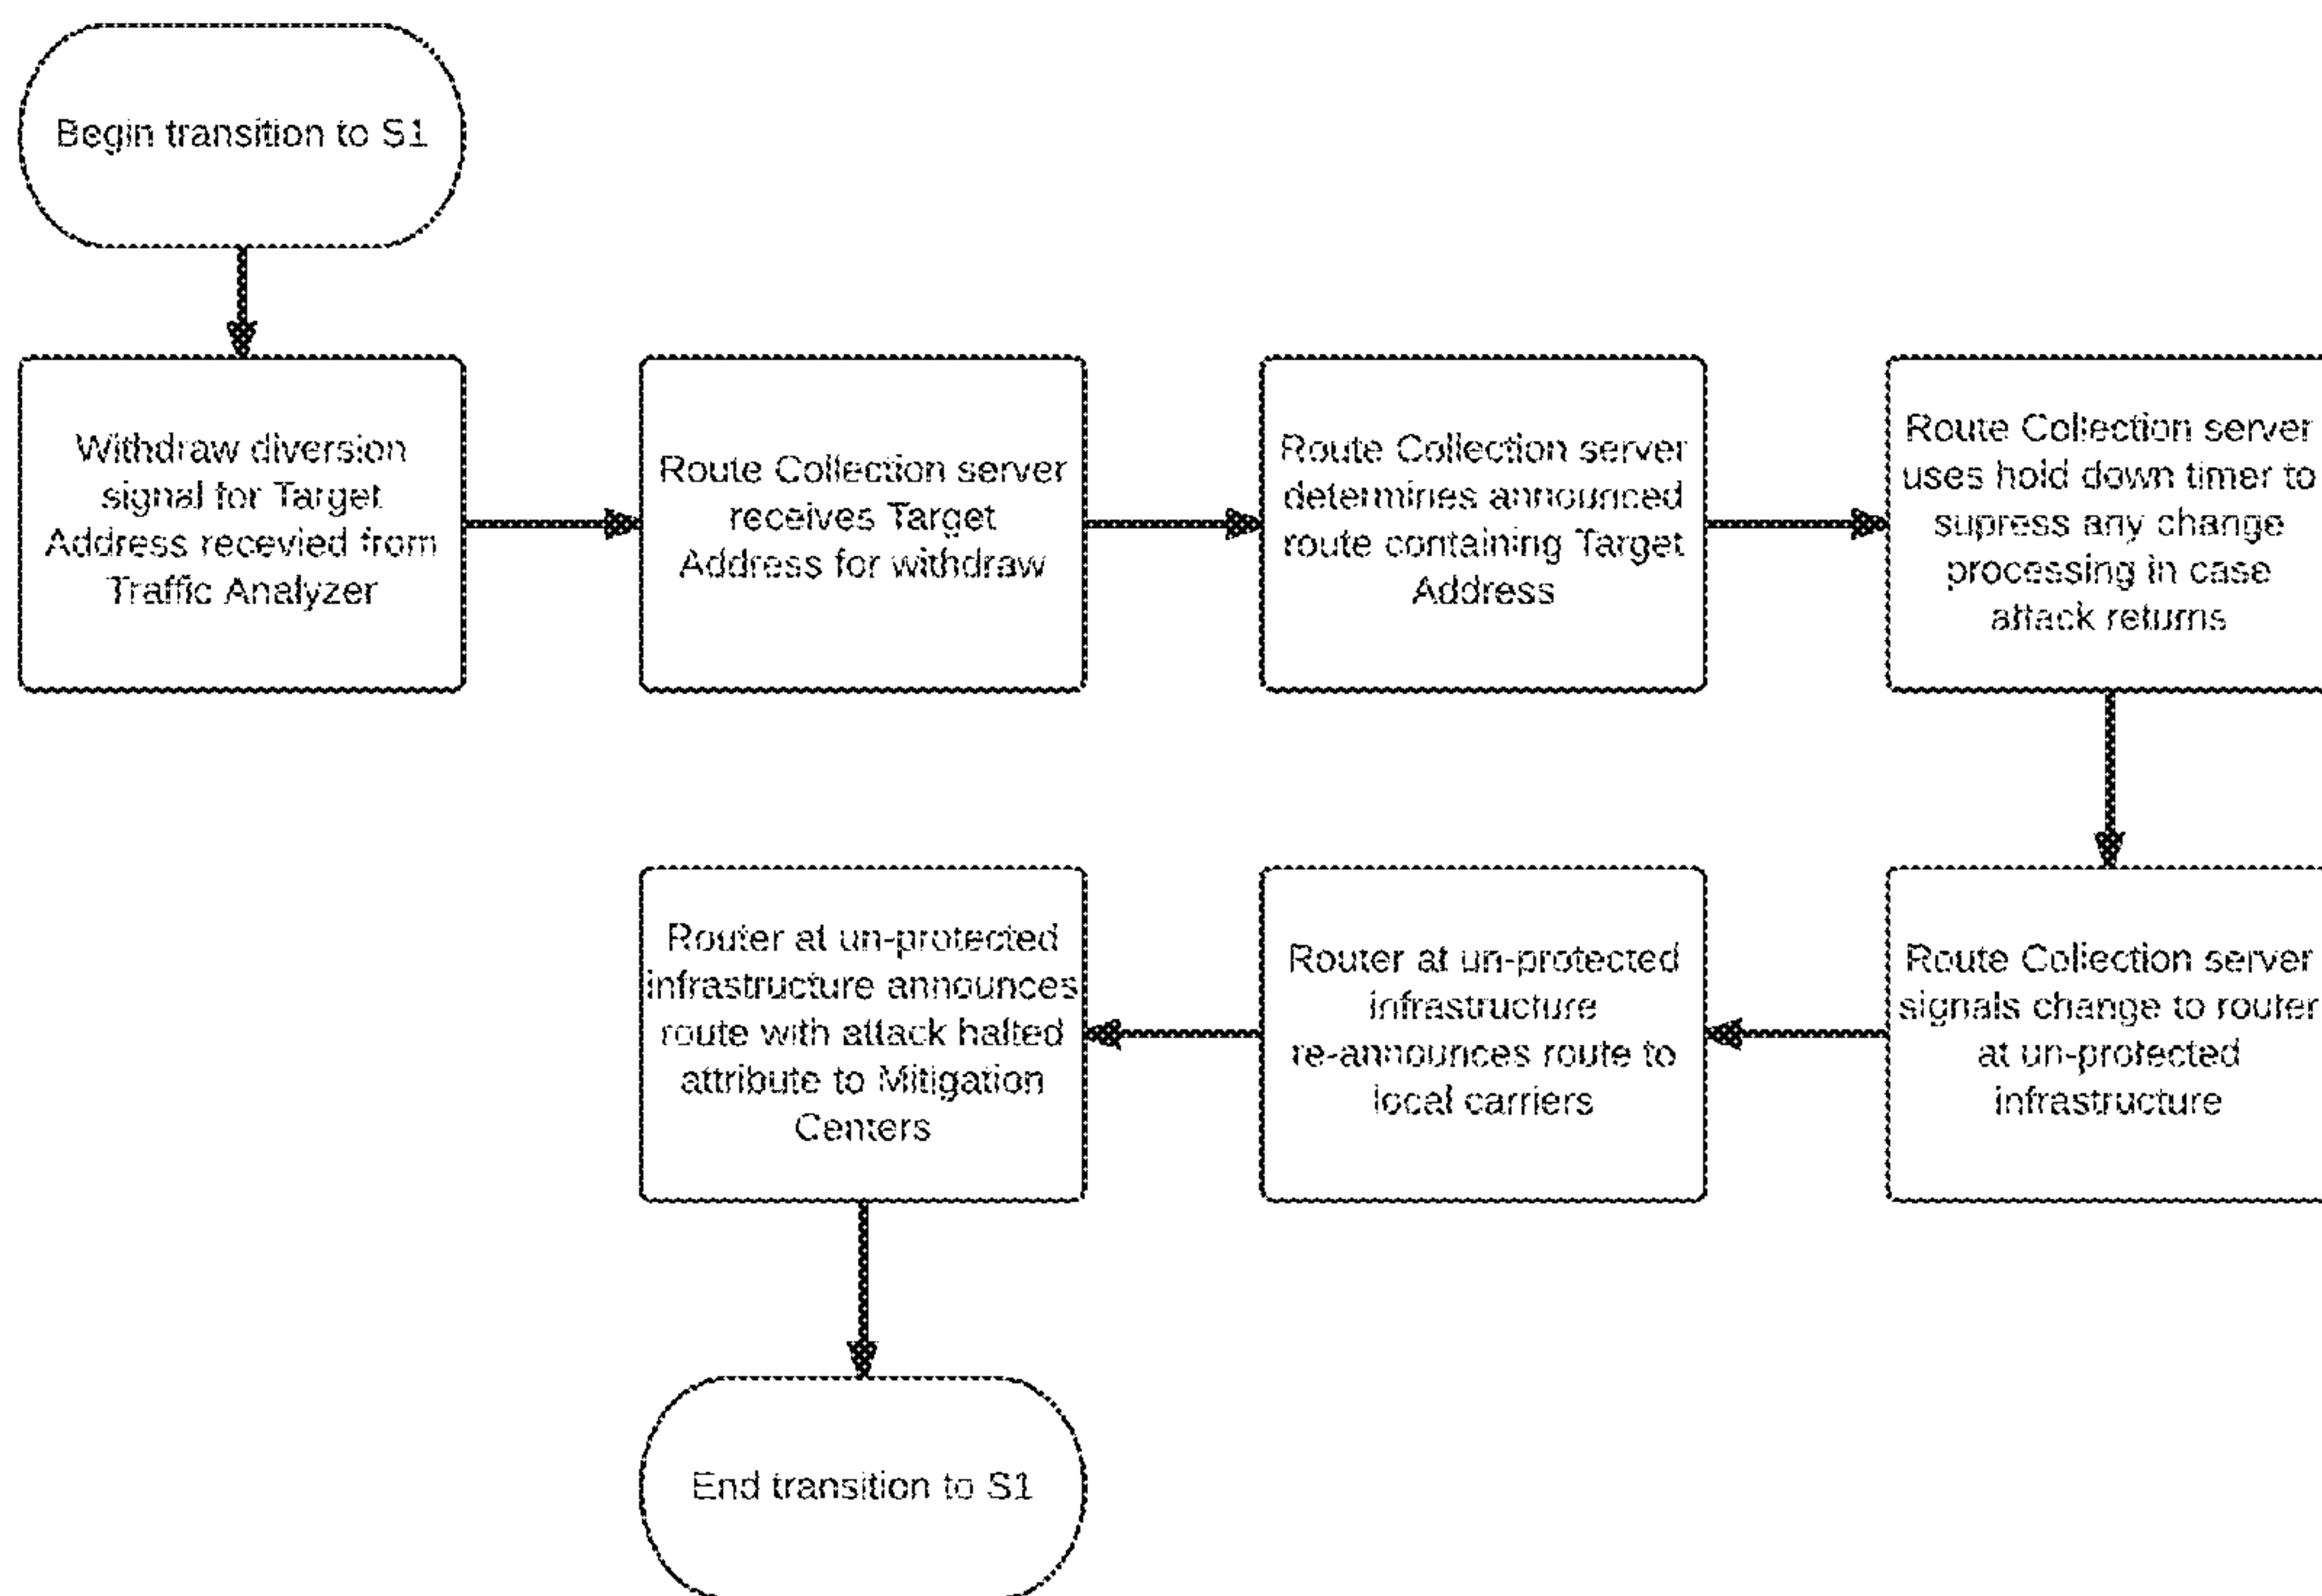 Begin transition to S1
Withdraw diversion
signal for Target
Address recevied from
Traffic Analyzer
Route Collection server
receives Target
Address for withdraw
Route Collection server
determines announced
route containing Target
Address
Route Collection server
uses hold down timer to
supress any change
processing in case
attack returns
Route Collection server
signals change to router
at un-protected
infrastructure
Router at un-protected
infrastructure
re-announces route to
local carriers
Router at un-protected
infrastructure announces
route with attack halted
attribute to Mitigation
Centers
End transition to S1